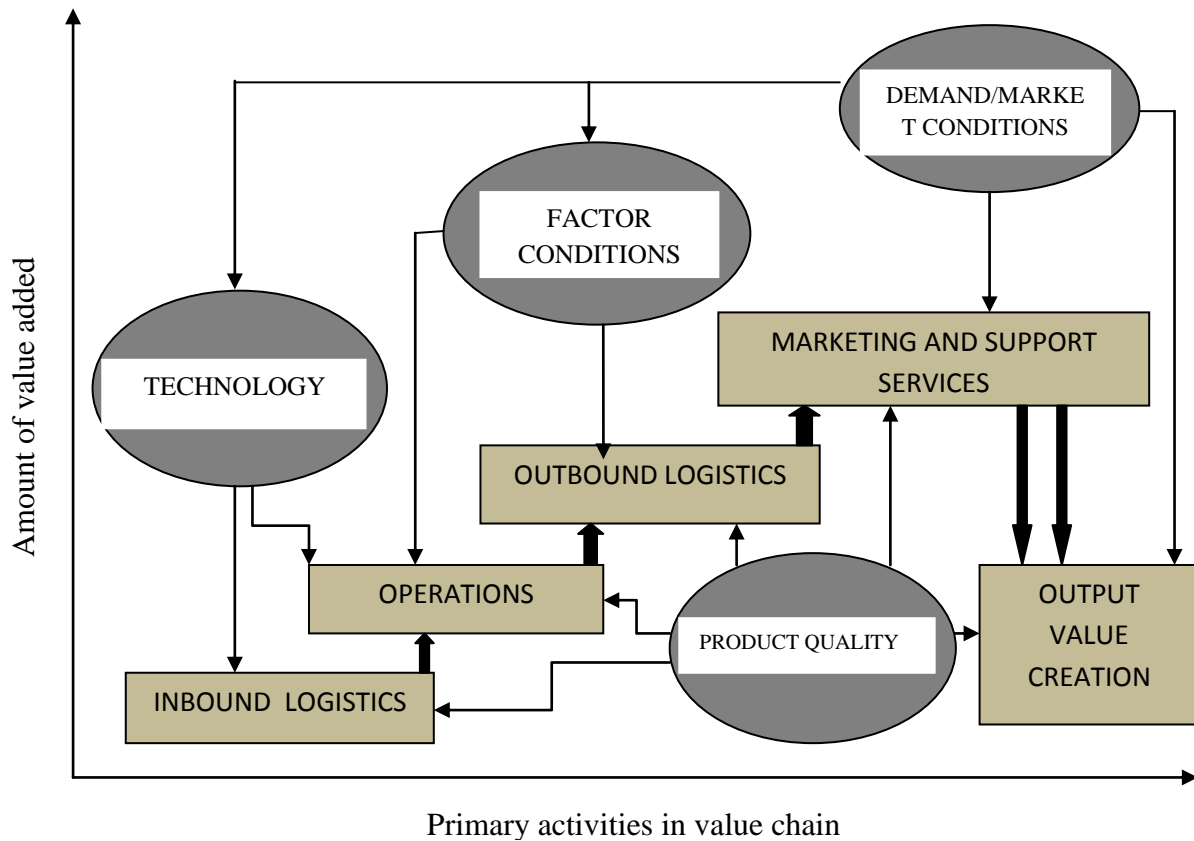 DEMAND/MARKE
T CONDITIONS
FACTOR
CONDITIONS
TECHNOLOGY
MARKETING AND SUPPORT
SERVICES
OUTBOUND LOGISTICS
OPERATIONS
PRODUCT QUALITY
OUTPUT
VALUE
CREATION
INBOUND LOGISTICS
Amount of value added
Primary activities in value chain